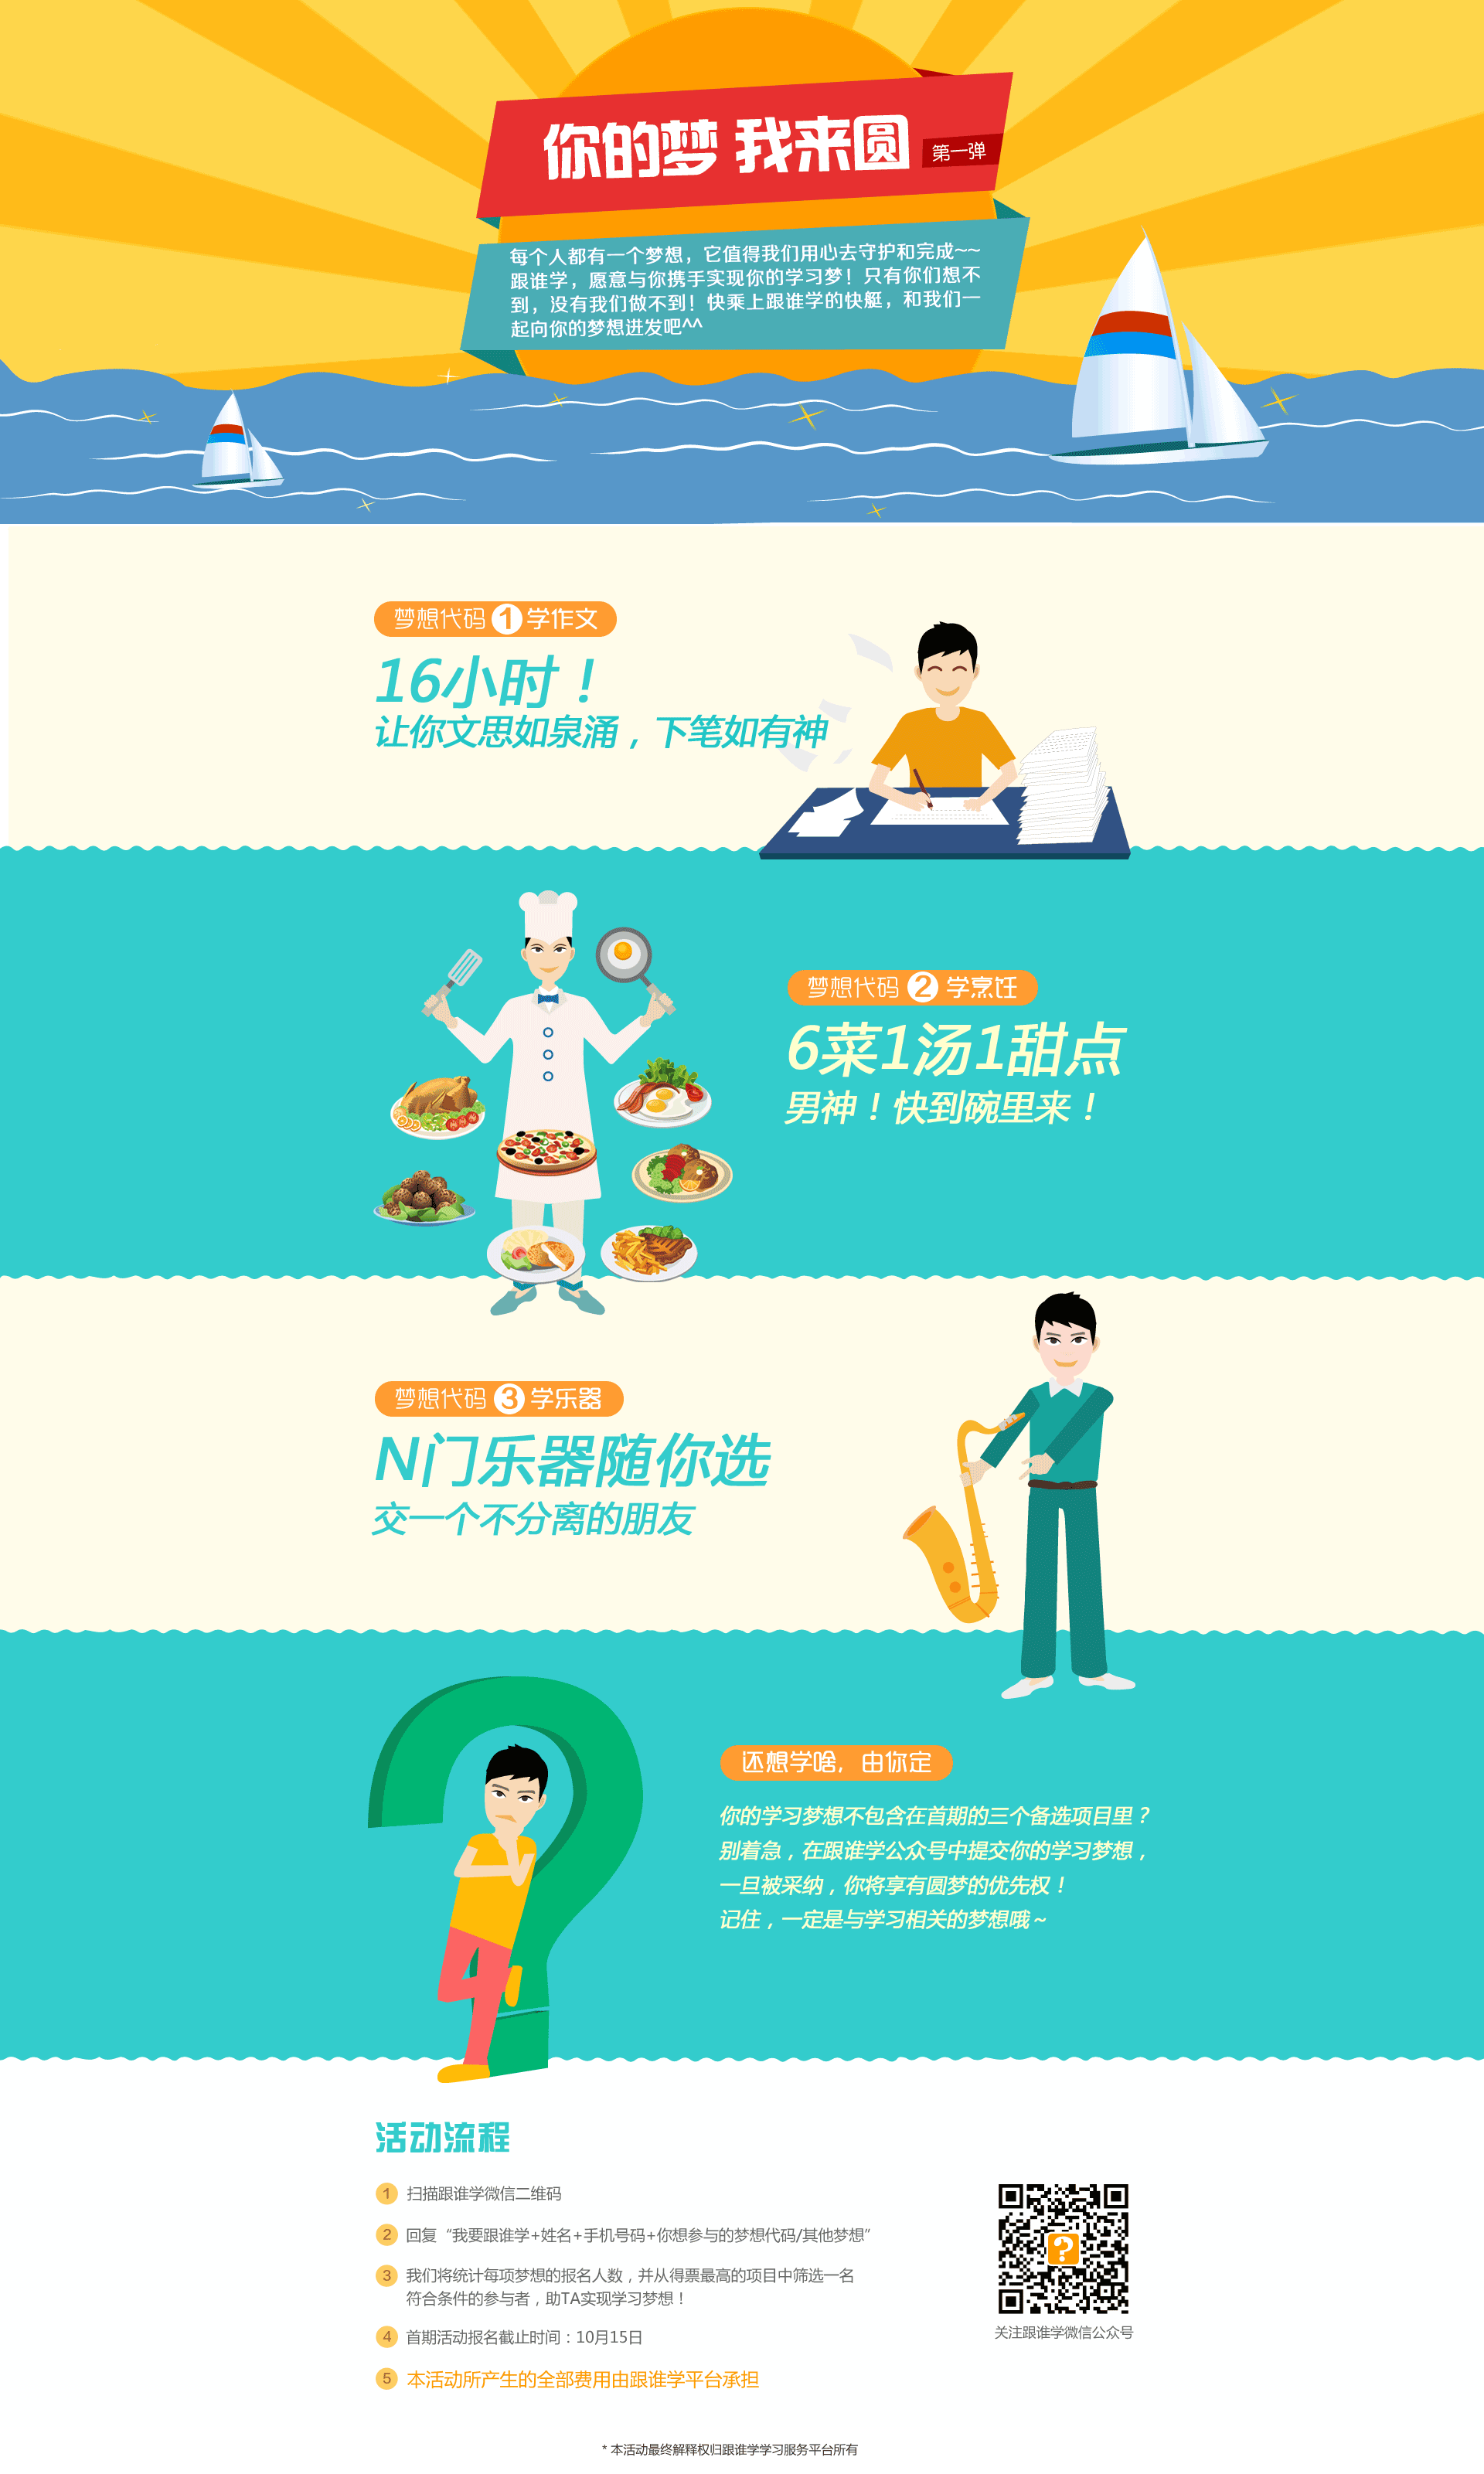 你的梦 我来圆 第一弹
每个人都有一个梦想，它值得我们用心去守护和完成~~
跟谁学，愿意与你携手实现你的学习梦！只有你们想不
到，没有我们做不到！快乘上跟谁学的快艇，和我们一
起向你的梦想进发吧^^
梦想代码 1 学作文
16小时！
让你文思如泉涌，下笔如有神
梦想代码 2 学烹饪
6菜1汤1甜点
男神！快到碗里来！
梦想代码 3 学乐器
N门乐器随你选
交一个不分离的朋友
还想学啥，由你定
你的学习梦想不包含在首期的三个备选项目里？
别着急，在跟谁学公众号中提交你的学习梦想，
一旦被采纳，你将享有圆梦的优先权！
记住，一定是与学习相关的梦想哦~
活动流程
1 扫描跟谁学微信二维码
2 回复“我要跟谁学+姓名+手机号码+你想参与的梦想代码/其他梦想”
3 我们将统计每项梦想的报名人数，并从得票最高的项目中筛选一名
符合条件的参与者，助TA实现学习梦想！
4 首期活动报名截止时间：10月15日
5 本活动所产生的全部费用由跟谁学平台承担
关注跟谁学微信公众号
* 本活动最终解释权归跟谁学学习服务平台所有